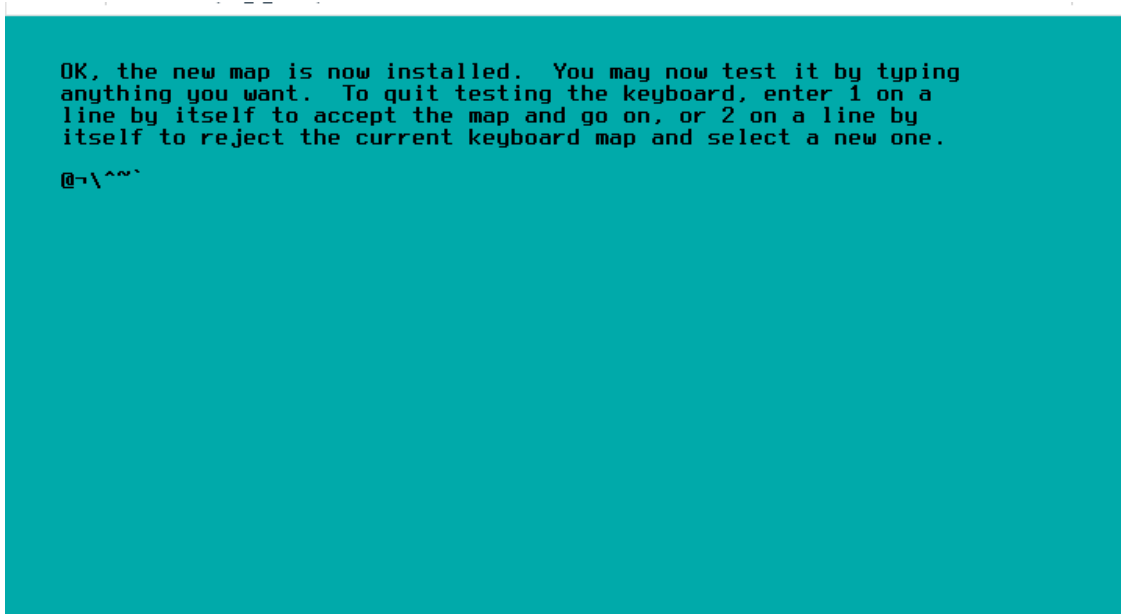 OK, the new map is now installed.  You may now test it by typing
anything you want.  To quit testing the keyboard, enter 1 on a
line by itself to accept the map and go on, or 2 on a line by
itself to reject the current keyboard map and select a new one.
@¬\^~`